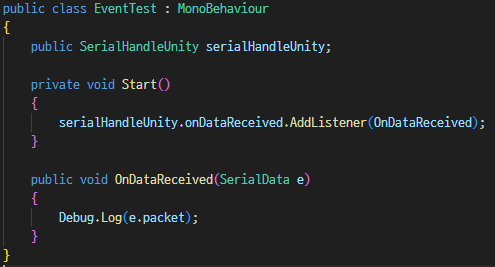 public class EventTest : MonoBehaviour
{
    public SerialHandleUnity serialHandleUnity;

    private void Start()
    {
        serialHandleUnity.onDataReceived.AddListener(OnDataReceived);
    }

    public void OnDataReceived(SerialData e)
    {
        Debug.Log(e.packet);
    }
}